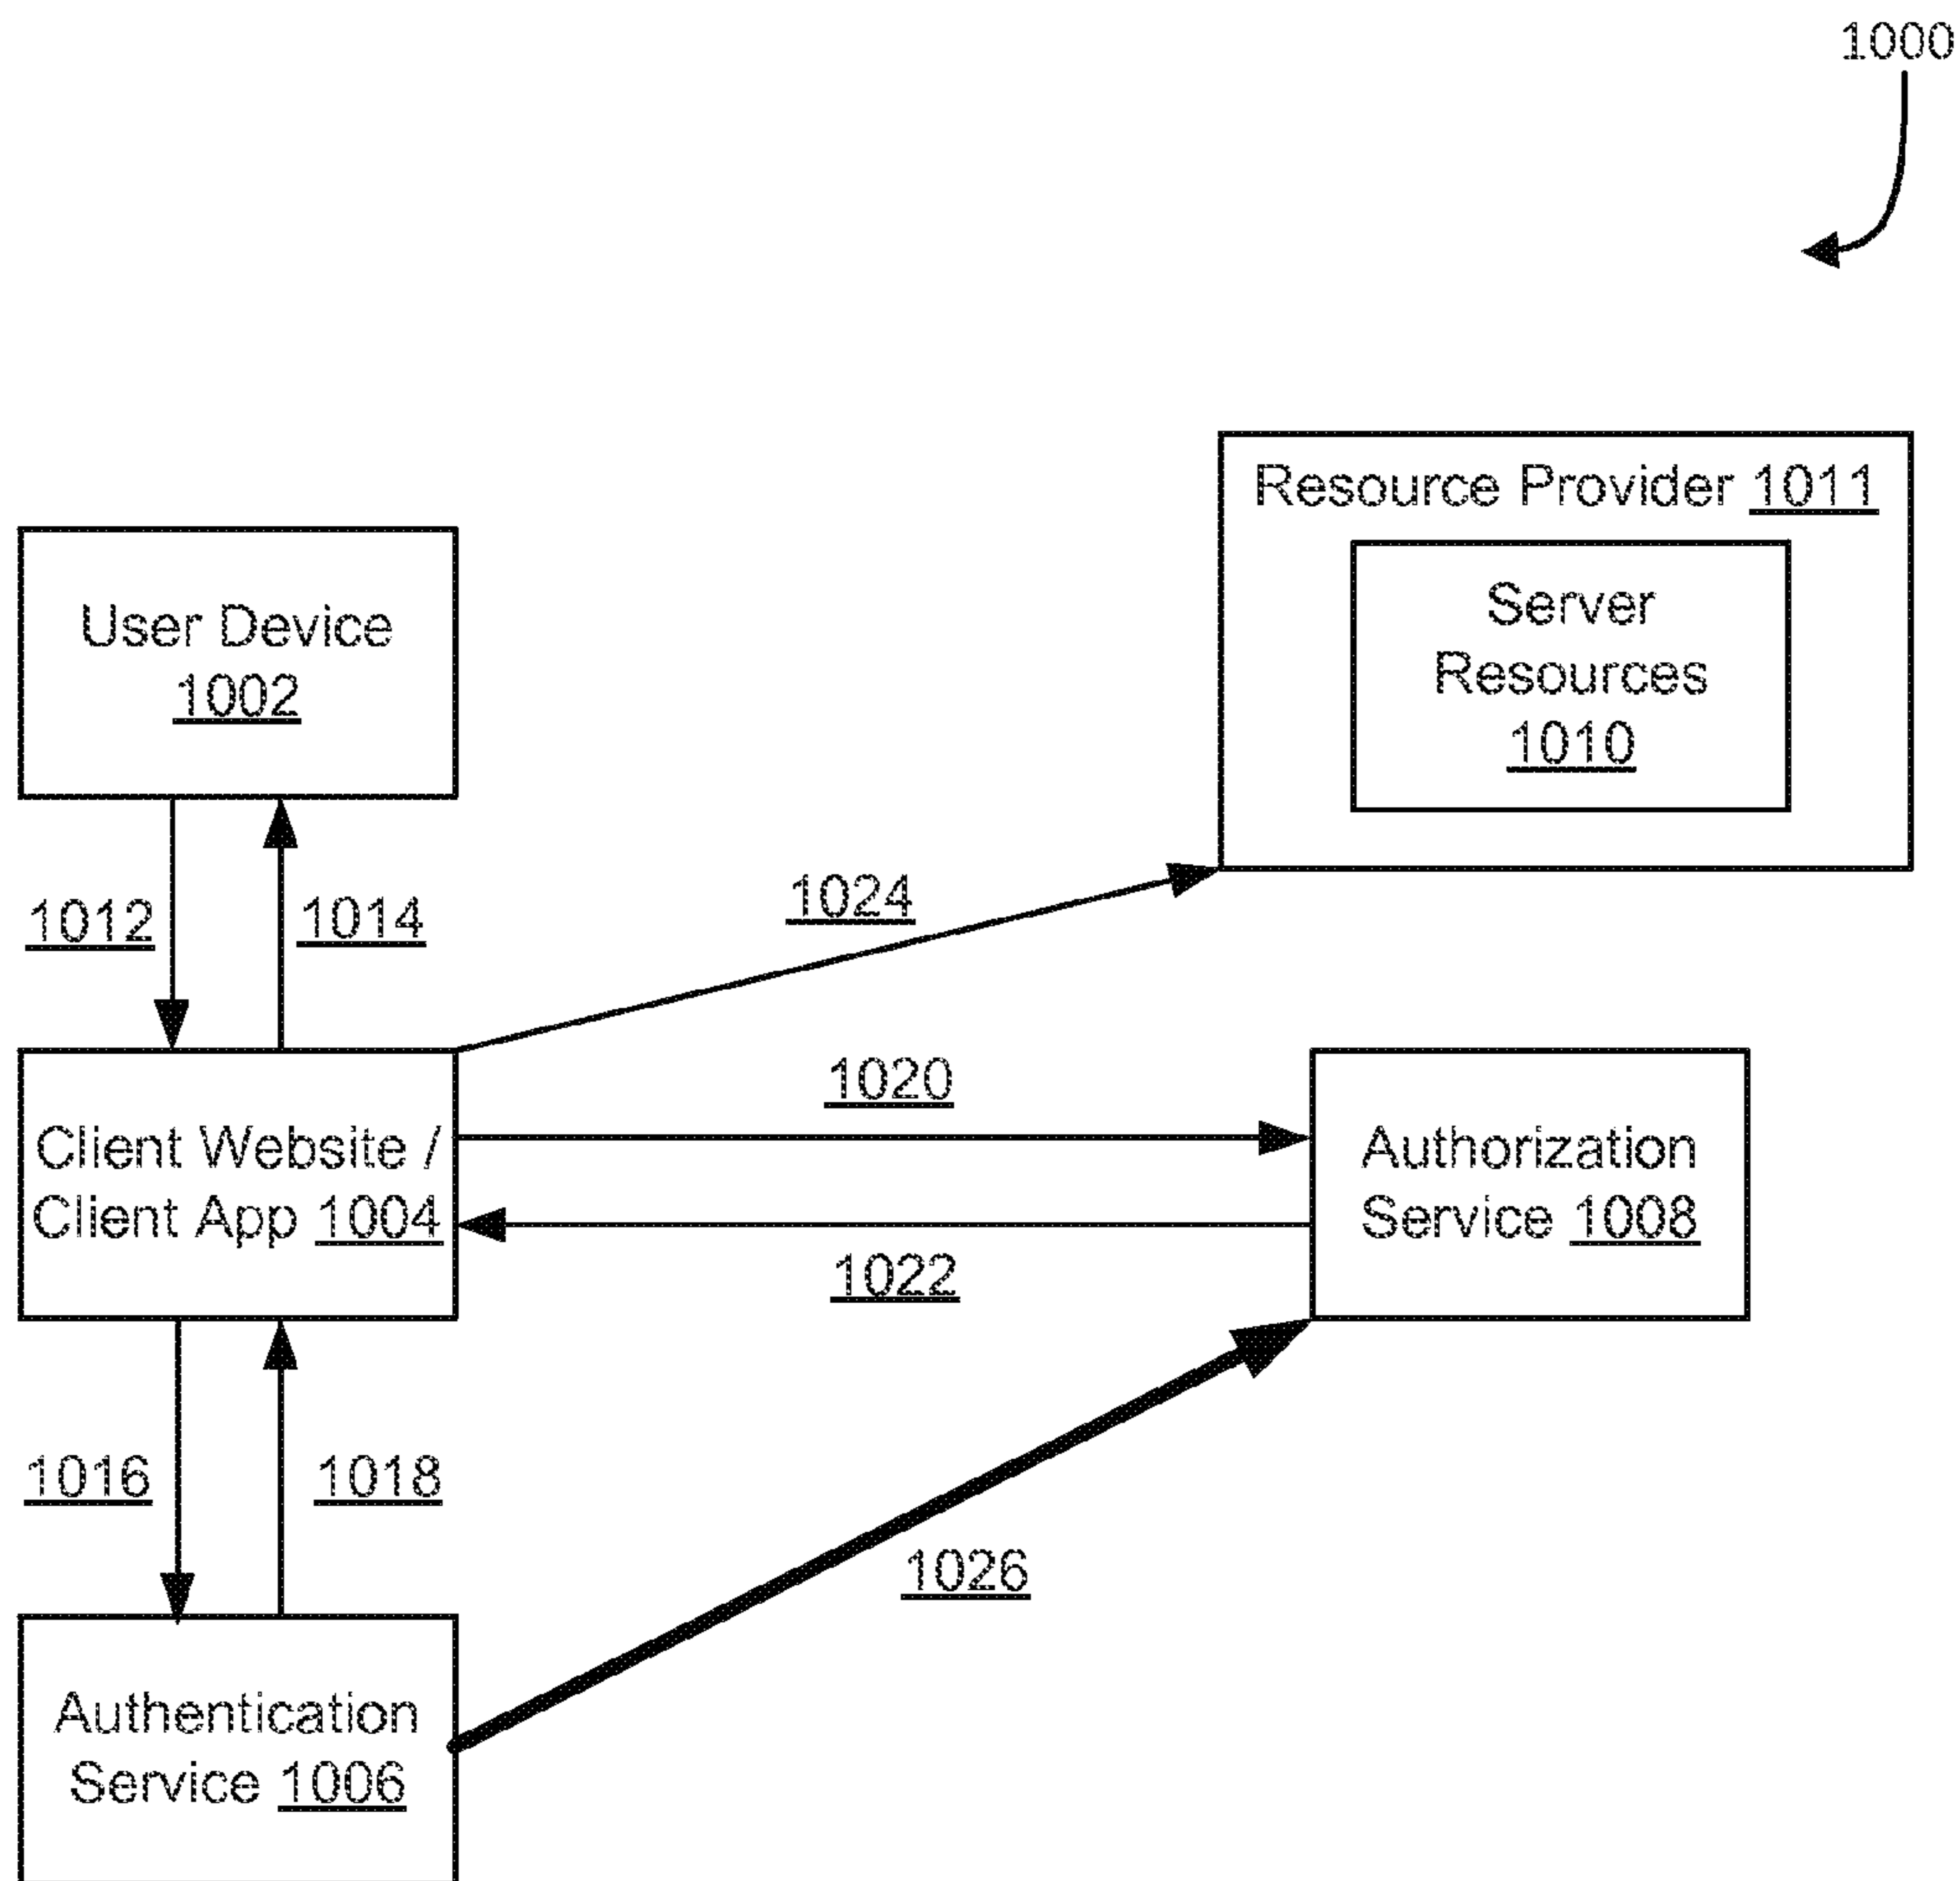 1000
Resource Provider 1011
Server
Resources
1010
User Device
1002
1012
1014
1024
1020
Client Website /
Client App 1004
Authorization
Service 1008
1022
1016
1018
1026
Authentication
Service 1006